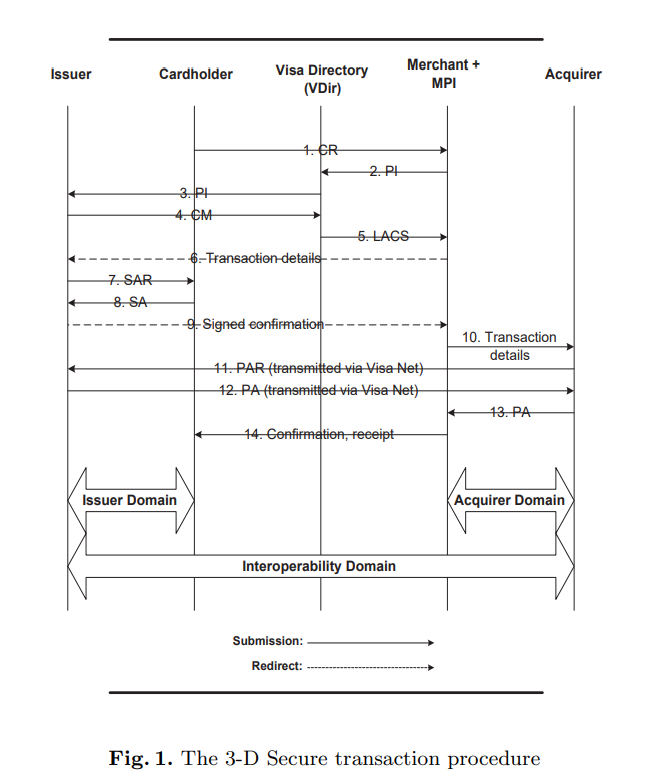 Issuer
Cardholder
Visa Directory
(VDir)
Merchant +
MPI
Acquirer
1. CR
2. PI
3. PI
4. CM
5. LACS
6. Transaction details
7. SAR
8. SA
9. Signed confirmation
10. Transaction
details
11. PAR (transmitted via Visa Net)
12. PA (transmitted via Visa Net)
13. PA
14. Confirmation, receipt
Issuer Domain
Acquirer Domain
Interoperability Domain
Submission:
Redirect:
Fig. 1. The 3-D Secure transaction procedure